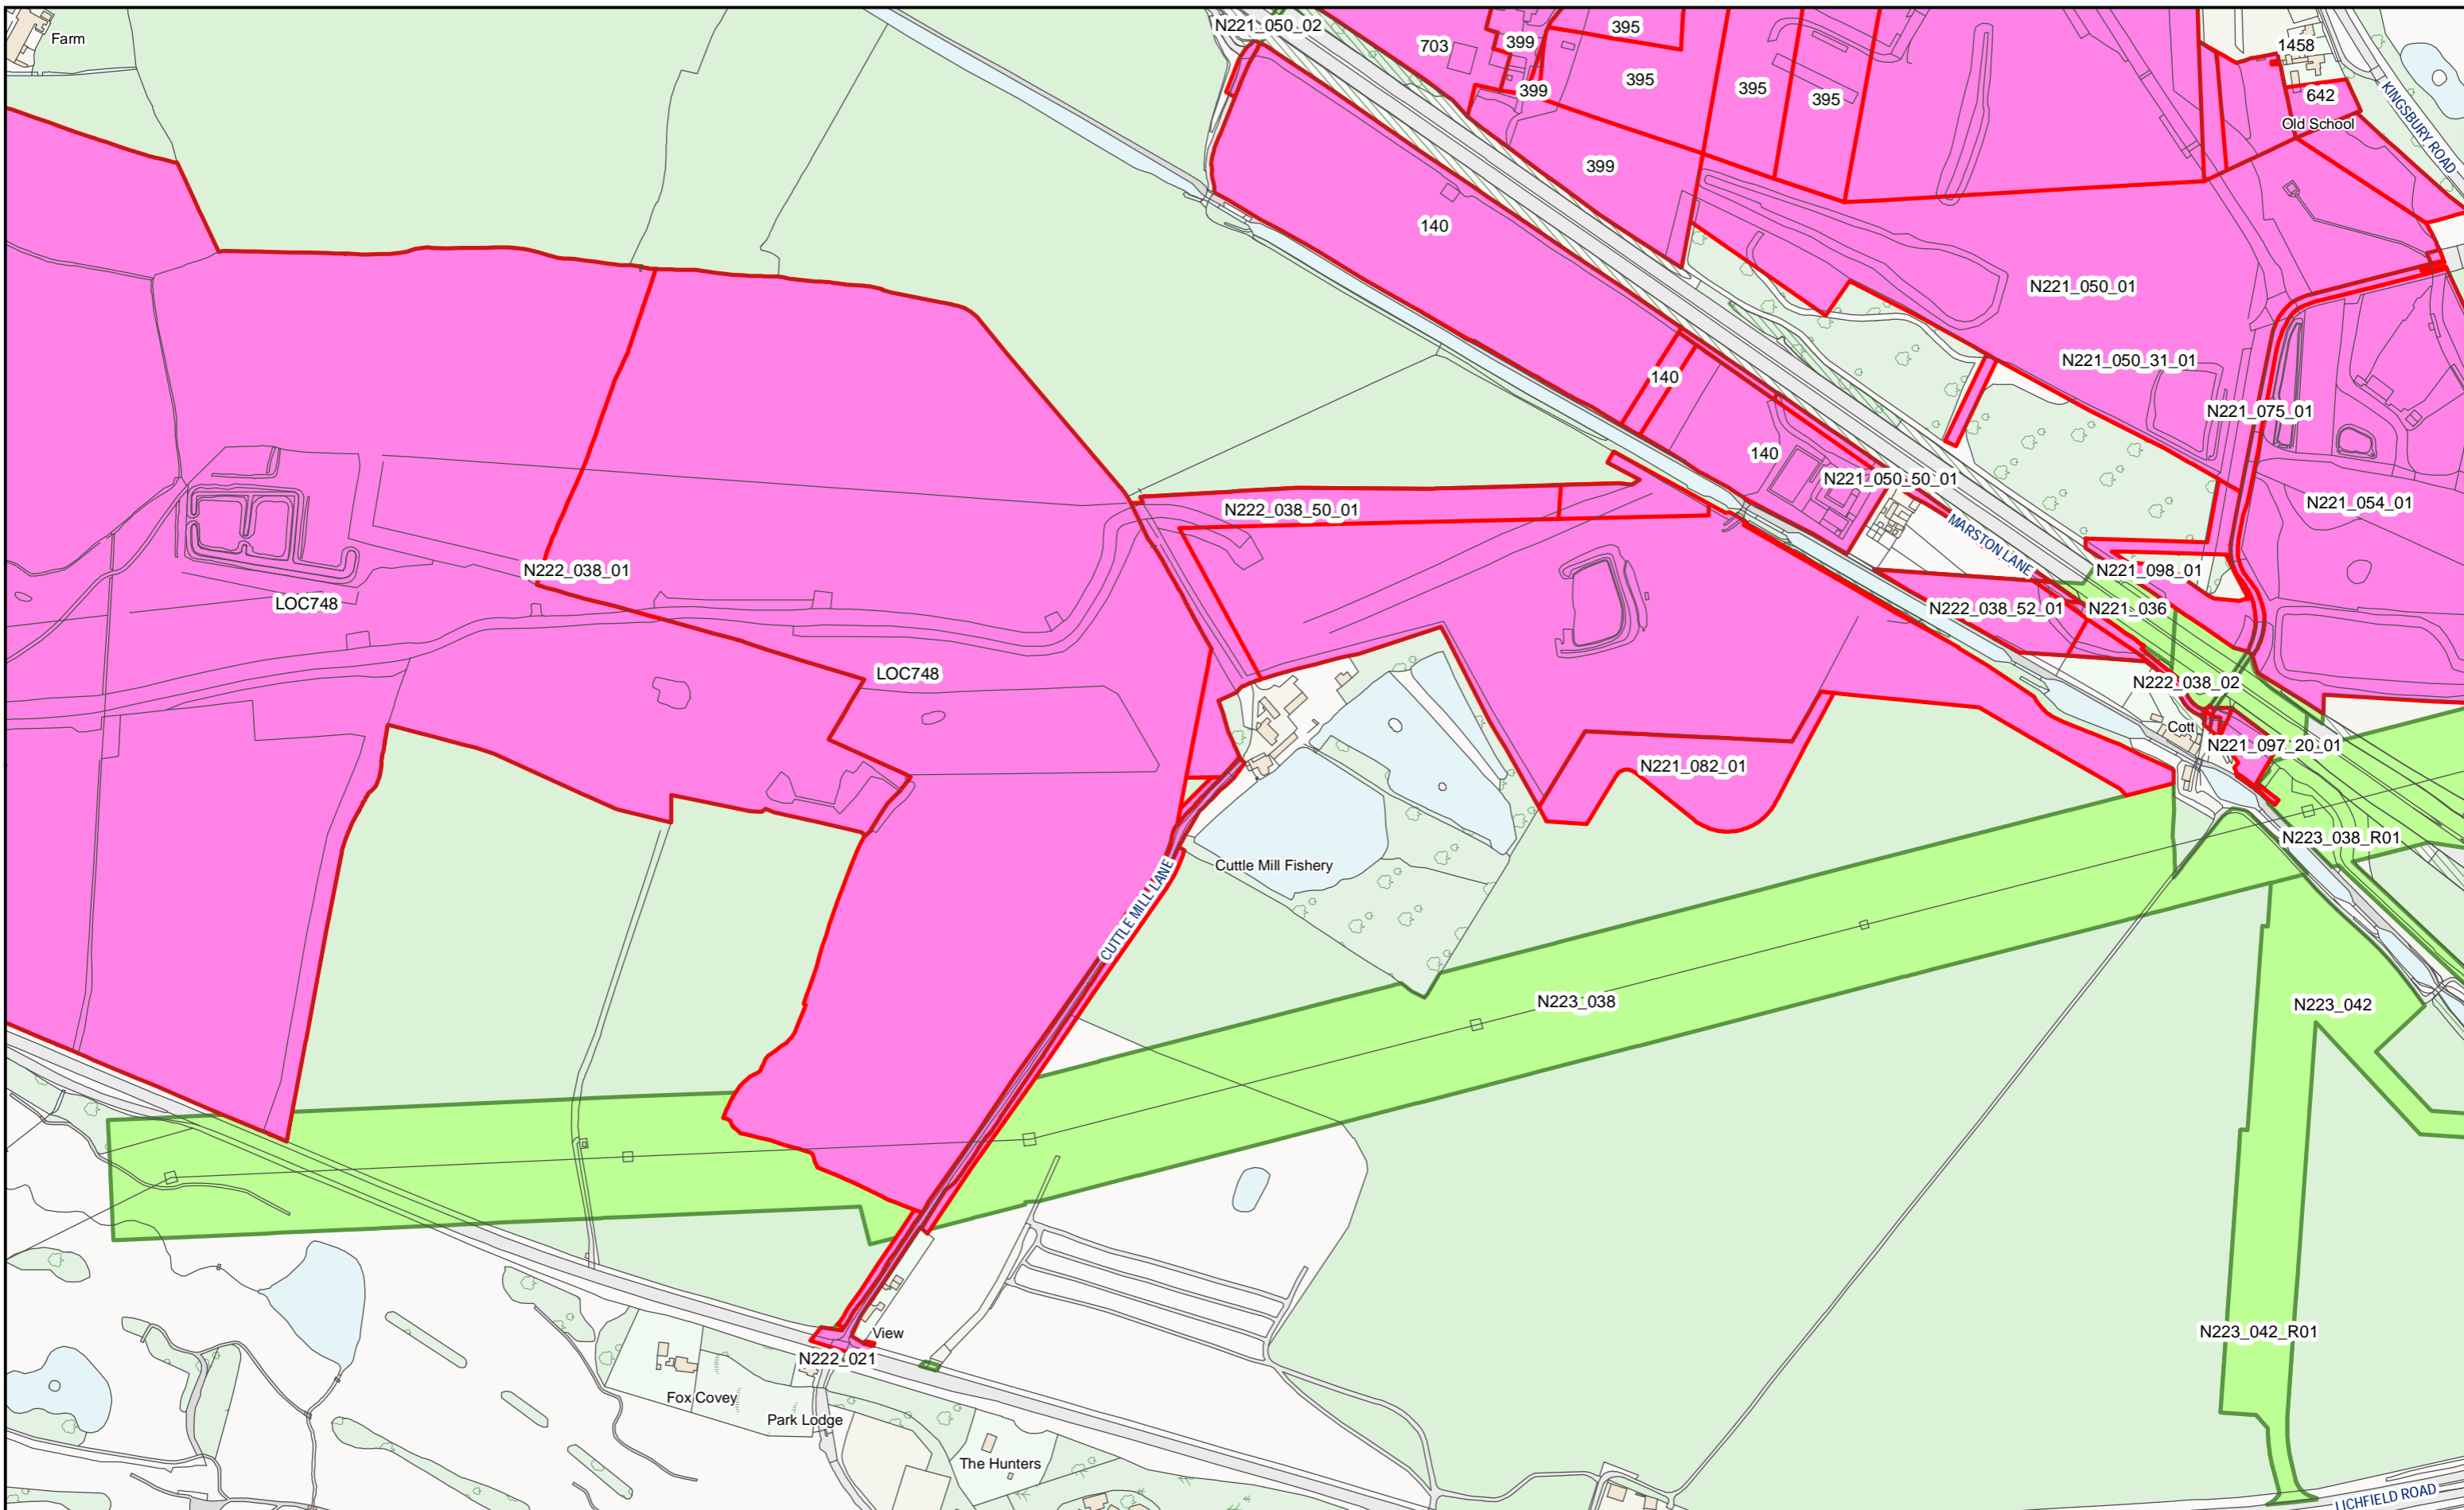 N221_050_02
Farm
703
399
395
1458
399
395
395
395
642
KINGSBURY ROAD
Old School
399
140
N221_050_01
N221_050_31_01
140
N221_075_01
140
N221_050_50_01
N222_038_50_01
N221_054_01
MARSTON LANE
N222_038_01
N221_098_01
LOC748
N222_038_52_01
N221_036
LOC748
N222_038_02
Cott
N221_097_20_01
N221_082_01
N223_038_R01
Cuttle Mill Fishery
CUTTLE MILL LANE
N223_038
N223_042
View
N223_042_R01
N222_021
Fox Covey
Park Lodge
The Hunters
LICHFIELD ROAD